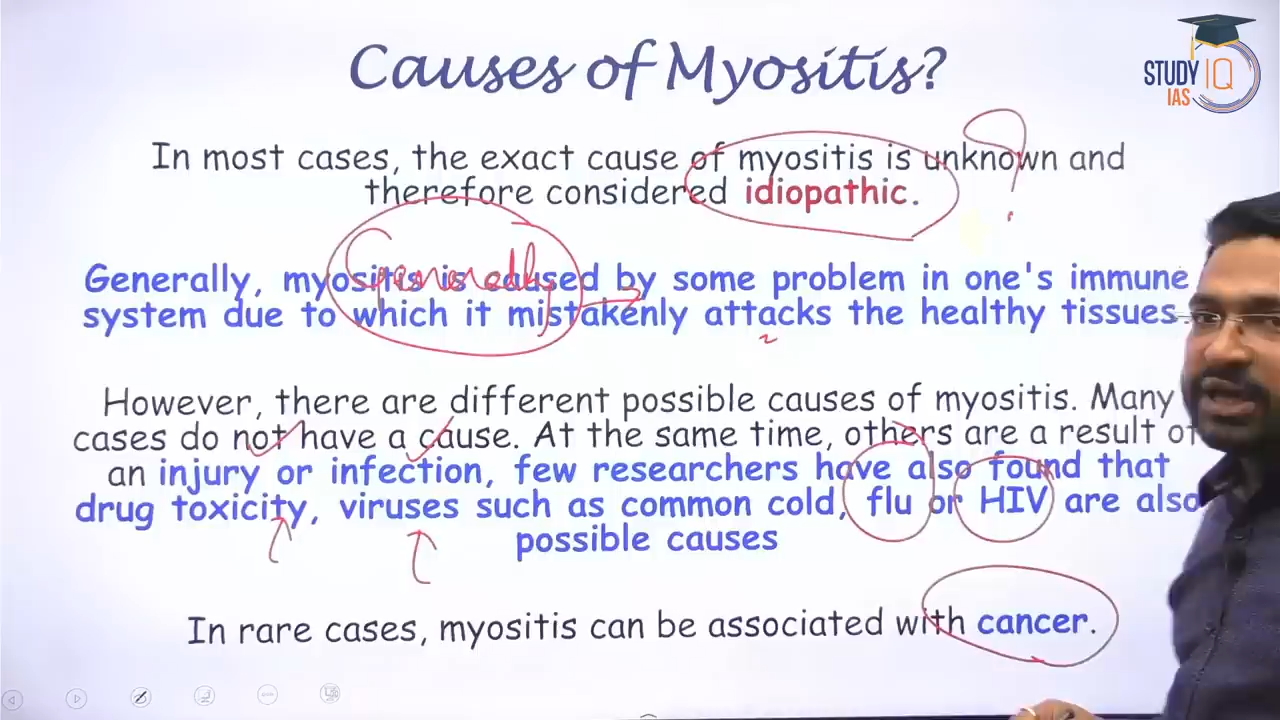 Causes of Myositis?
STUDY IQ
IAS
In most cases, the exact cause of myositis is unknown and
therefore considered idiopathic.
?
Generally
Generally, myositis is caused by some problem in one's immune
system due to which it mistakenly attacks the healthy tissues.
However, there are different possible causes of myositis. Many
cases do not have a cause. At the same time, others are a result of
an injury or infection, few researchers have also found that
drug toxicity, viruses such as common cold, flu or HIV are also
possible causes
In rare cases, myositis can be associated with cancer.